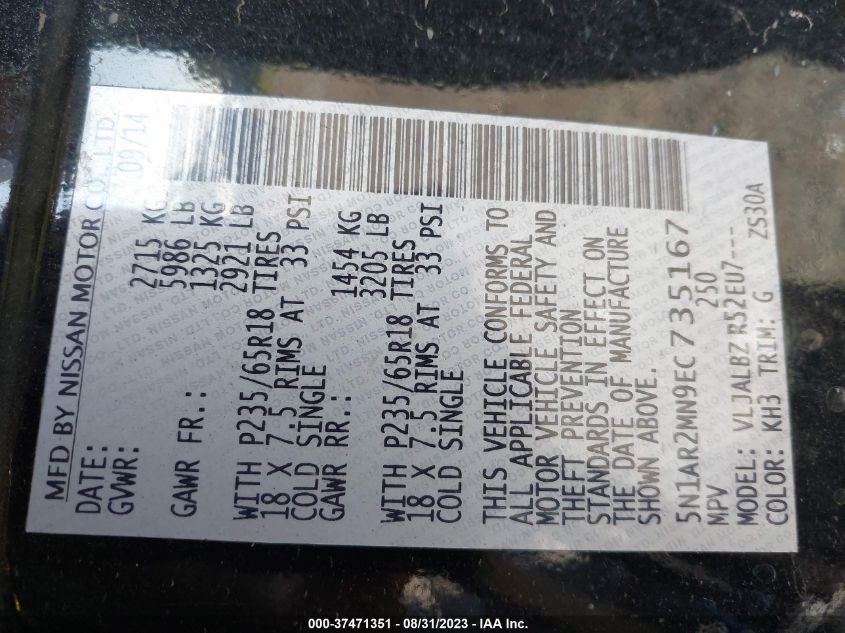 MFD BY NISSAN MOTOR CO., LTD.
DATE: 09/14
GVWR: 2715 KG
5986 LB
GAWR FR.: 1325 KG
2921 LB
WITH P235/65R18 TIRES
18 X 7.5 RIMS AT 33 PSI
COLD SINGLE
GAWR RR.: 1454 KG
3205 LB
WITH P235/65R18 TIRES
18 X 7.5 RIMS AT 33 PSI
COLD SINGLE
THIS VEHICLE CONFORMS TO
ALL APPLICABLE FEDERAL
MOTOR VEHICLE SAFETY AND
THEFT PREVENTION
STANDARDS IN EFFECT ON
THE DATE OF MANUFACTURE
SHOWN ABOVE.
5N1AR2MN9EC735167
MPV 250
MODEL: VLJALBZ R52EU7---
COLOR: KH3 TRIM: G ZS30A
000-37471351 - 08/31/2023 - IAA Inc.